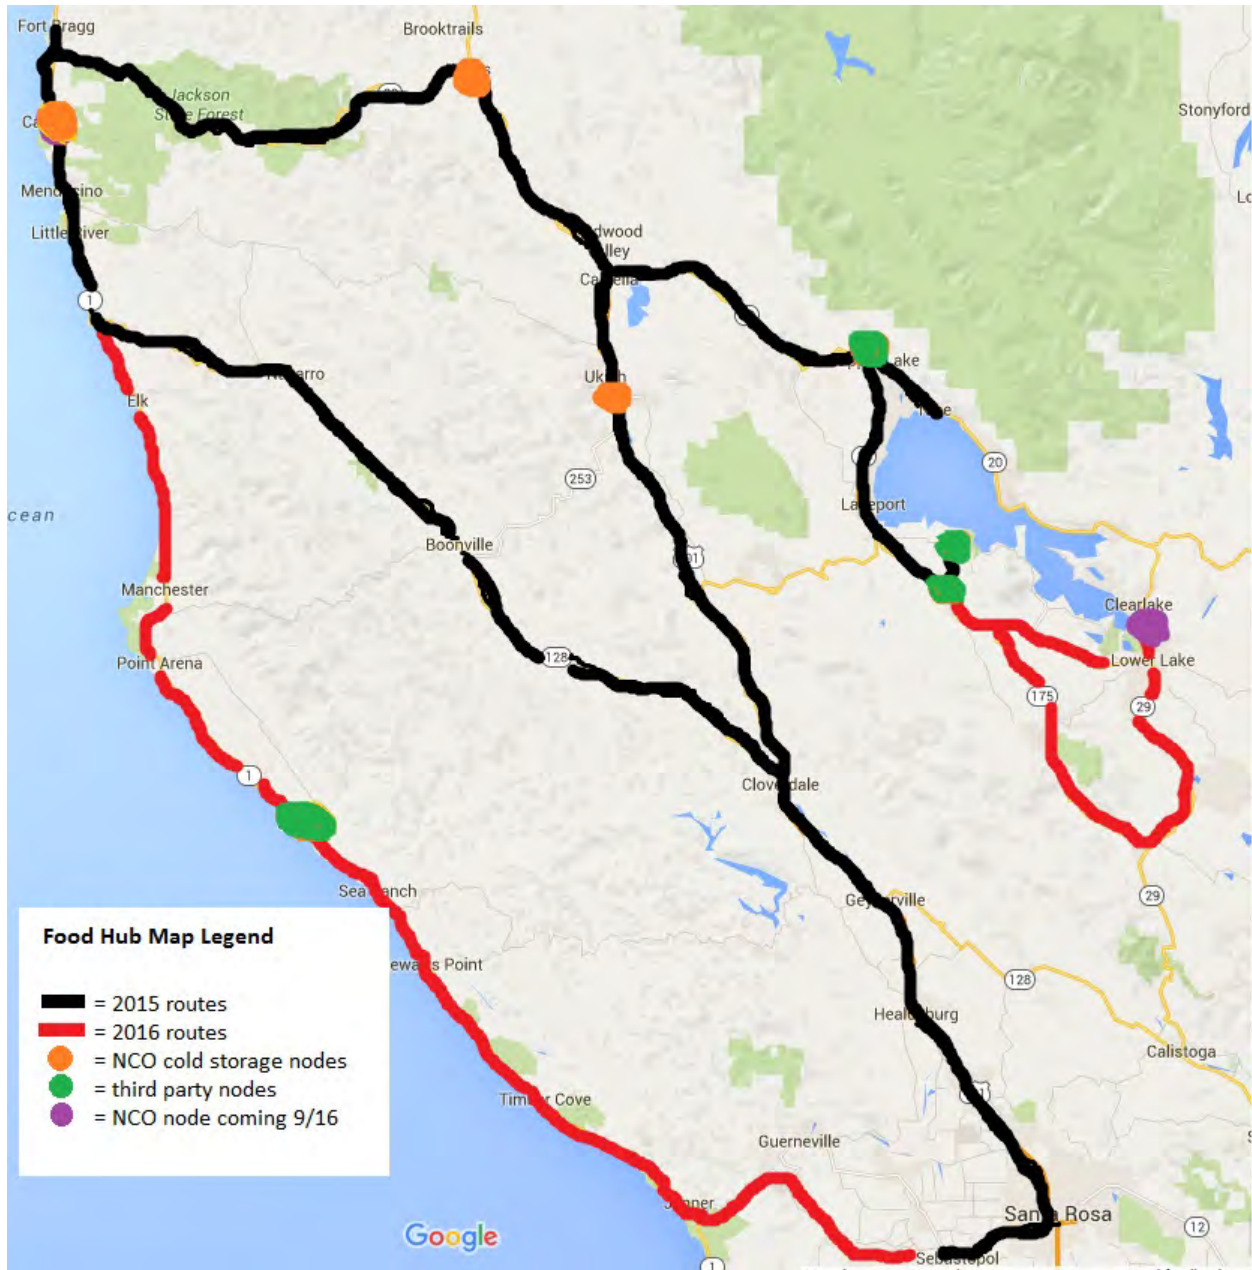 Fort Bragg
Brooktrails
Jackson
State Forest
Stonyford
Mendocino
Little River
1
Navarro
Elk
20
253
Lakeport
cean
Boonville
Manchester
Clearlake
Point Arena
128
Lower Lake
175
29
1
Cloverdale
Sea Ranch
29
Geyserville
Food Hub Map Legend
128
= 2015 routes
Healdsburg
= 2016 routes
= NCO cold storage nodes
Calistoga
= third party nodes
Timber Cove
= NCO node coming 9/16
Guerneville
Santa Rosa
12
Google
Sebastopol
1